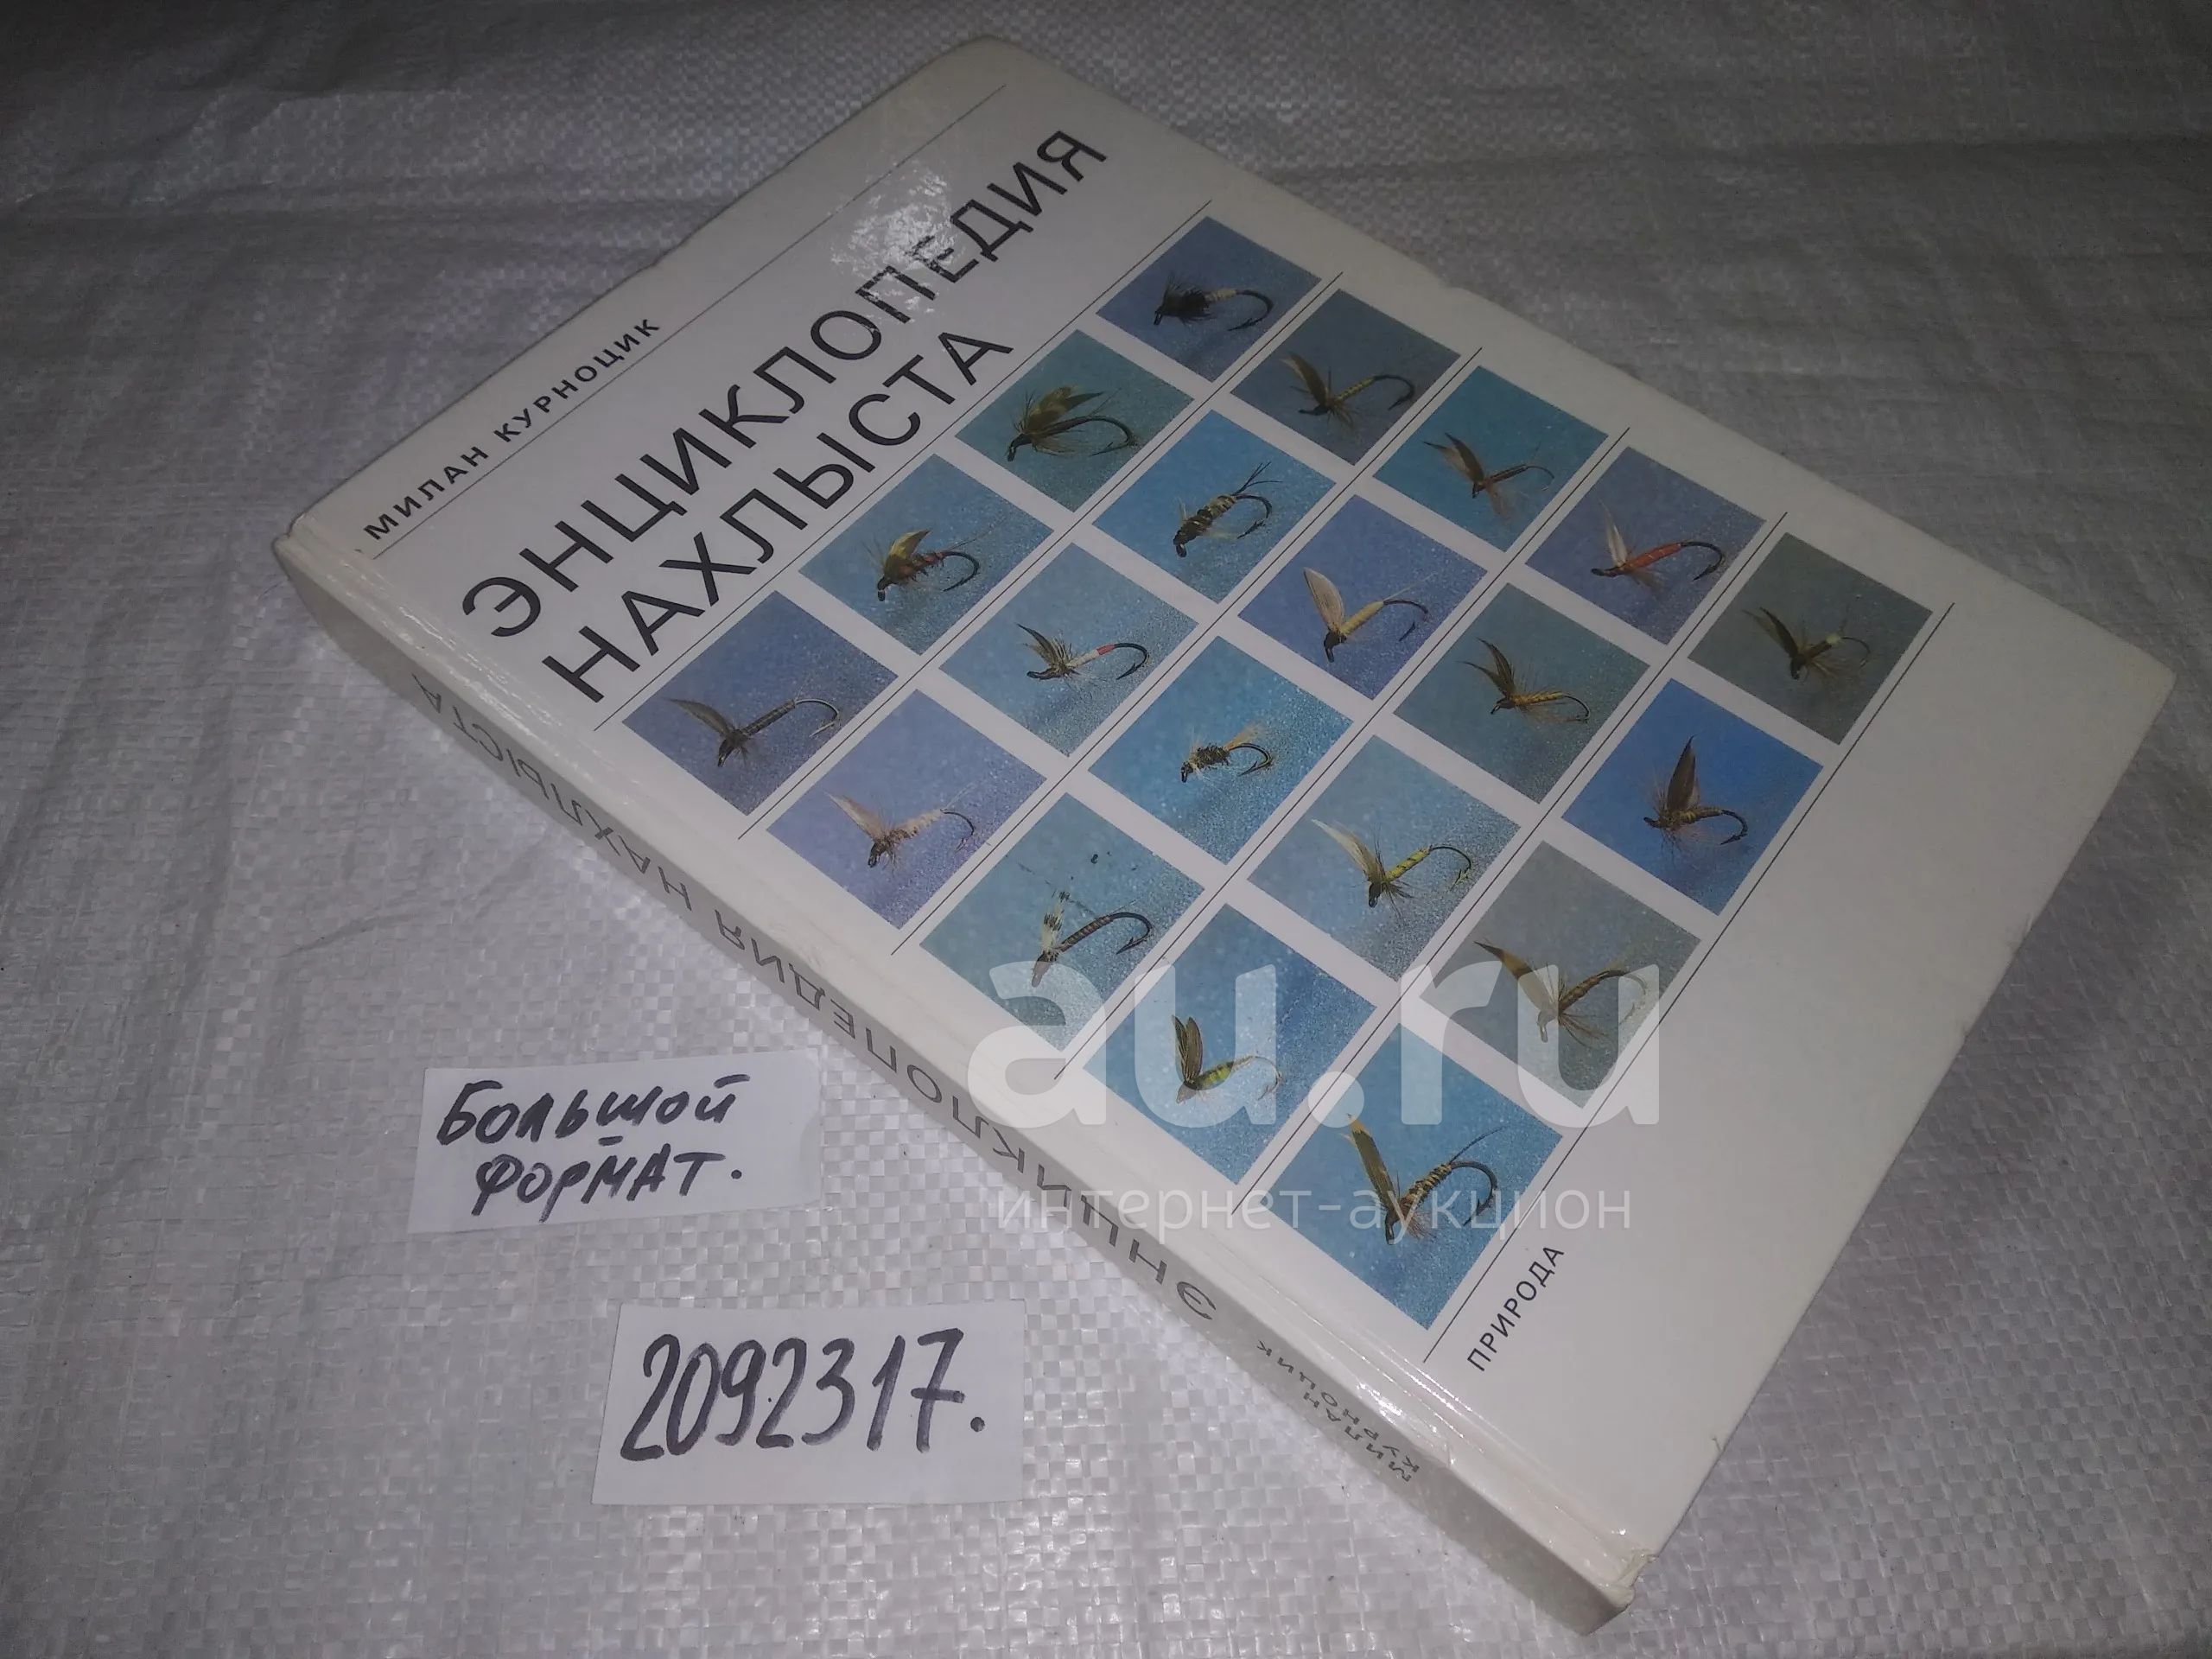 МИЛАН КУРНОЦИК
ЭНЦИКЛОПЕДИЯ
НАХЛЫСТА
ПРИРОДА
МИЛАН
КУРНОЦИК
ЭНЦИКЛОПЕДИЯ НАХЛЫСТА
БОЛЬШОЙ
ФОРМАТ.
2092317.
au.ru
интернет-аукцион